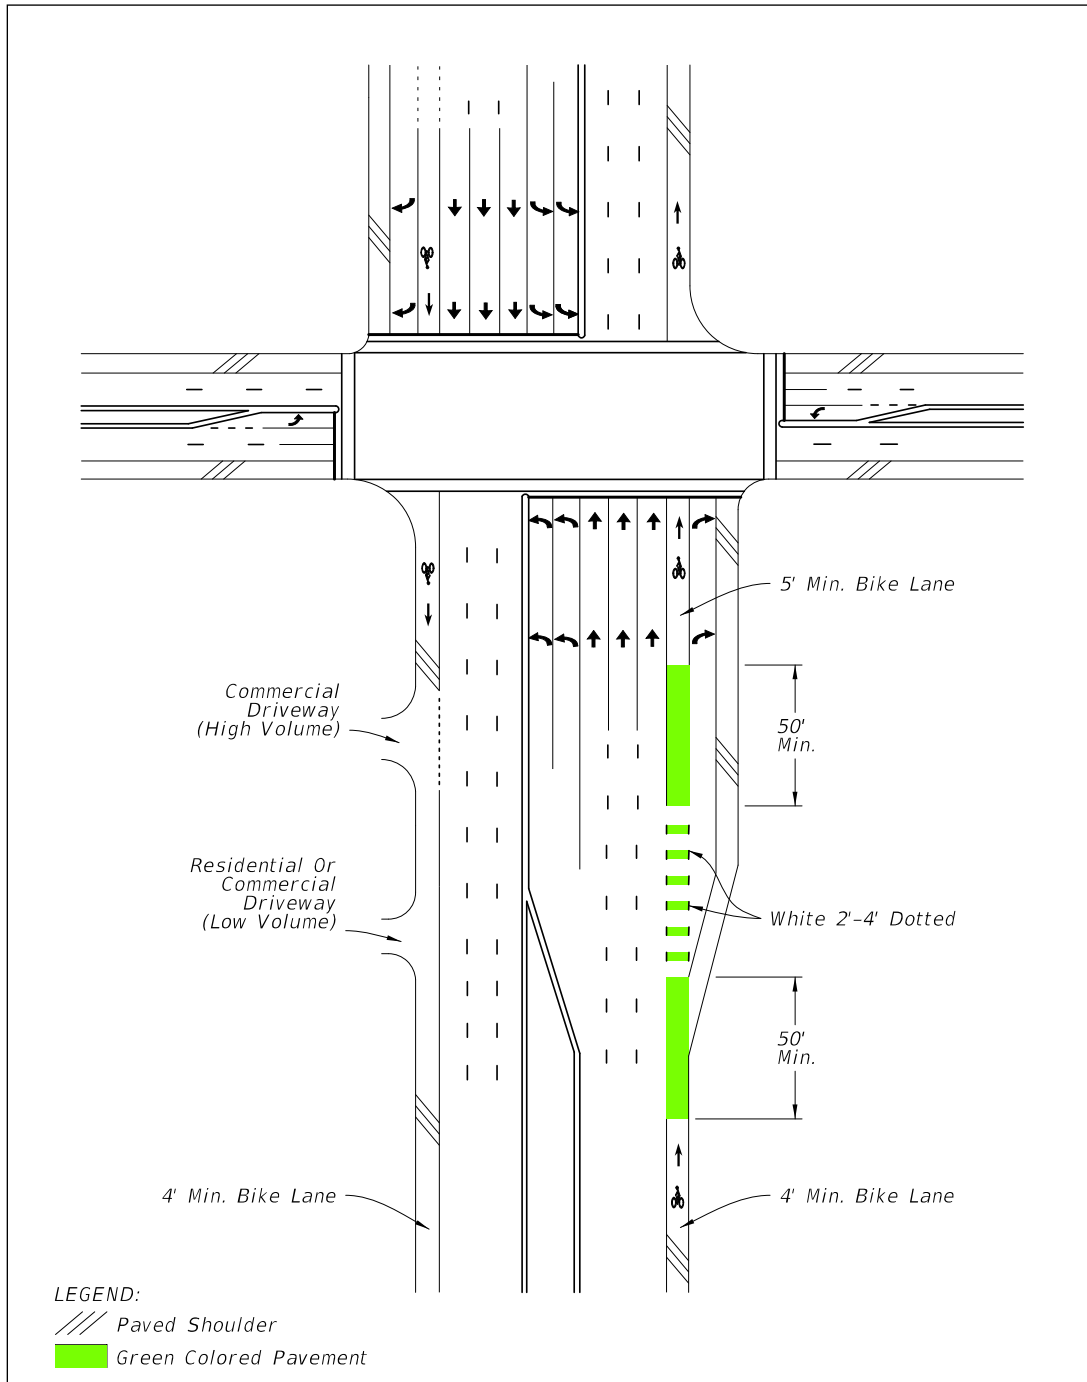 5' Min. Bike Lane
Commercial
Driveway
(High Volume)
50'
Min.
Residential Or
Commercial
Driveway
(Low Volume)
White 2'-4' Dotted
50'
Min.
4' Min. Bike Lane
4' Min. Bike Lane
LEGEND:
Paved Shoulder
Green Colored Pavement